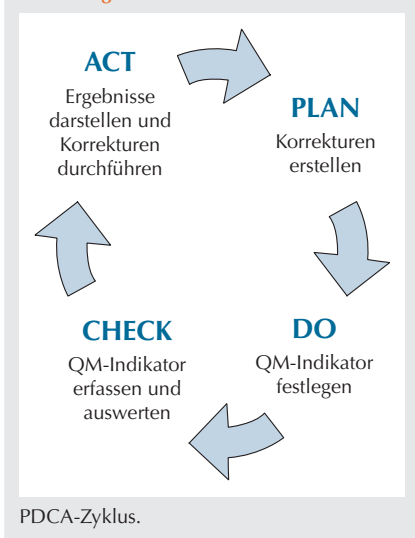 ACT
Ergebnisse
darstellen und
Korrekturen
durchführen
PLAN
Korrekturen
erstellen
DO
QM-Indikator
festlegen
CHECK
QM-Indikator
erfassen und
auswerten
PDCA-Zyklus.